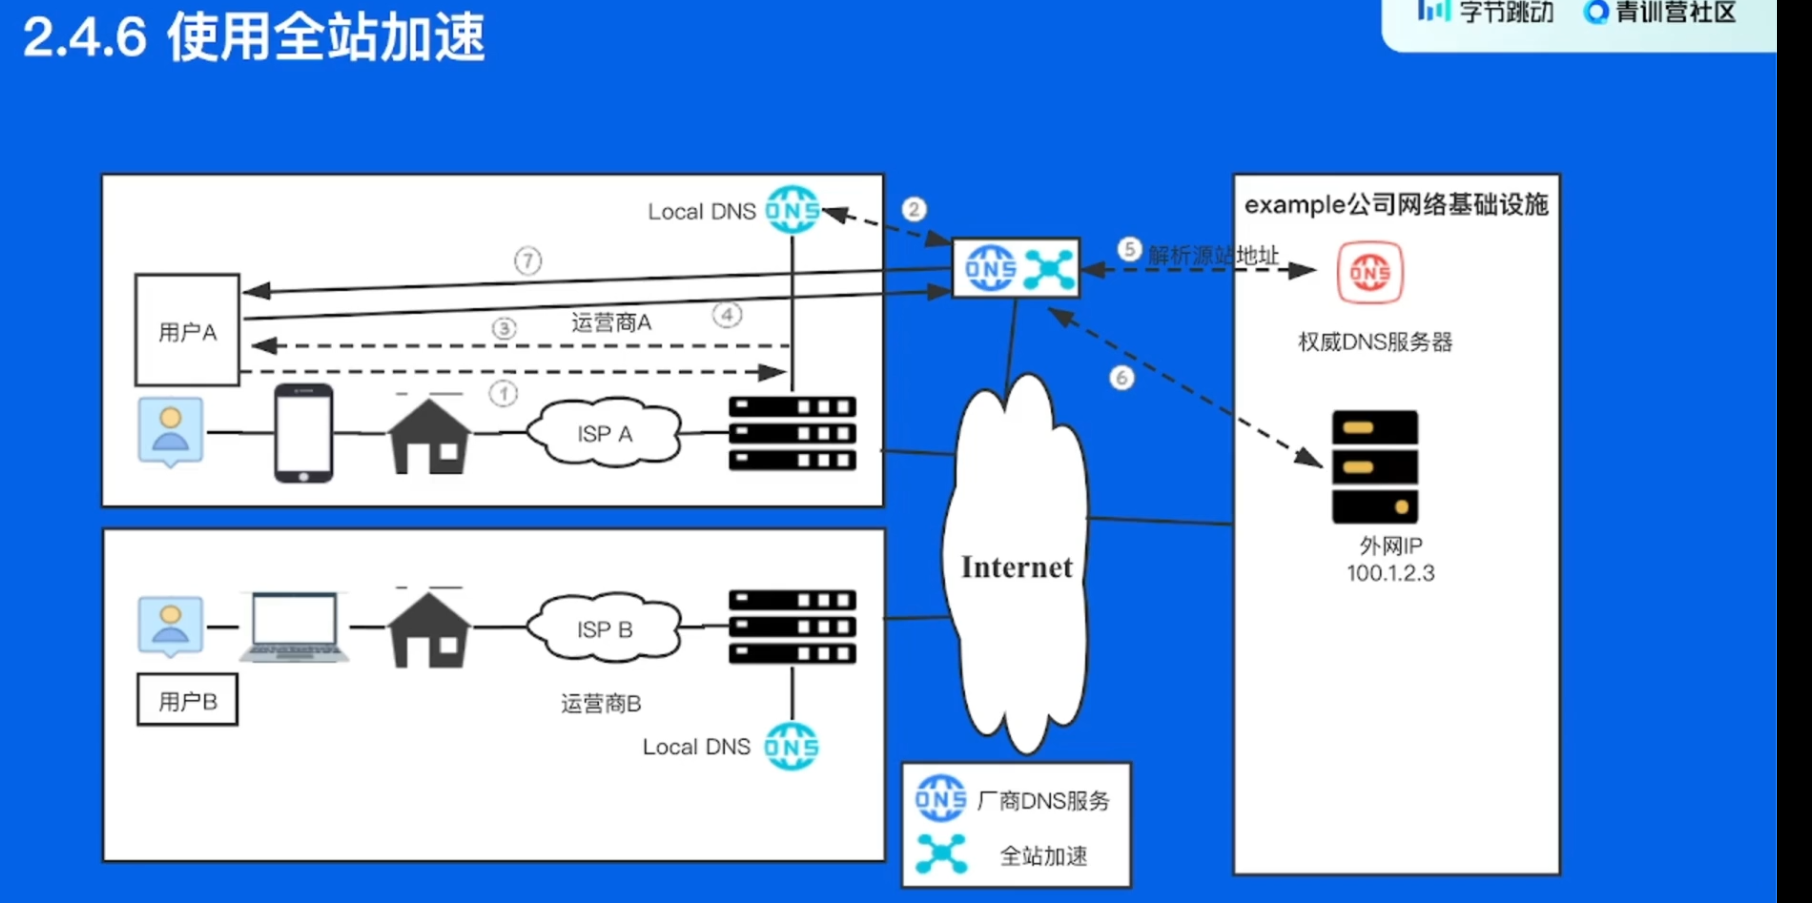 2.4.6 使用全站加速
字节跳动 青训营社区
Local DNS DNS
②
⑦
DNS
⑤ 解析源站地址
example公司网络基础设施
DNS
权威DNS服务器
用户A
③
运营商A
④
①
⑥
ISP A
外网IP
100.1.2.3
Internet
ISP B
用户B
运营商B
Local DNS DNS
DNS 厂商DNS服务
全站加速